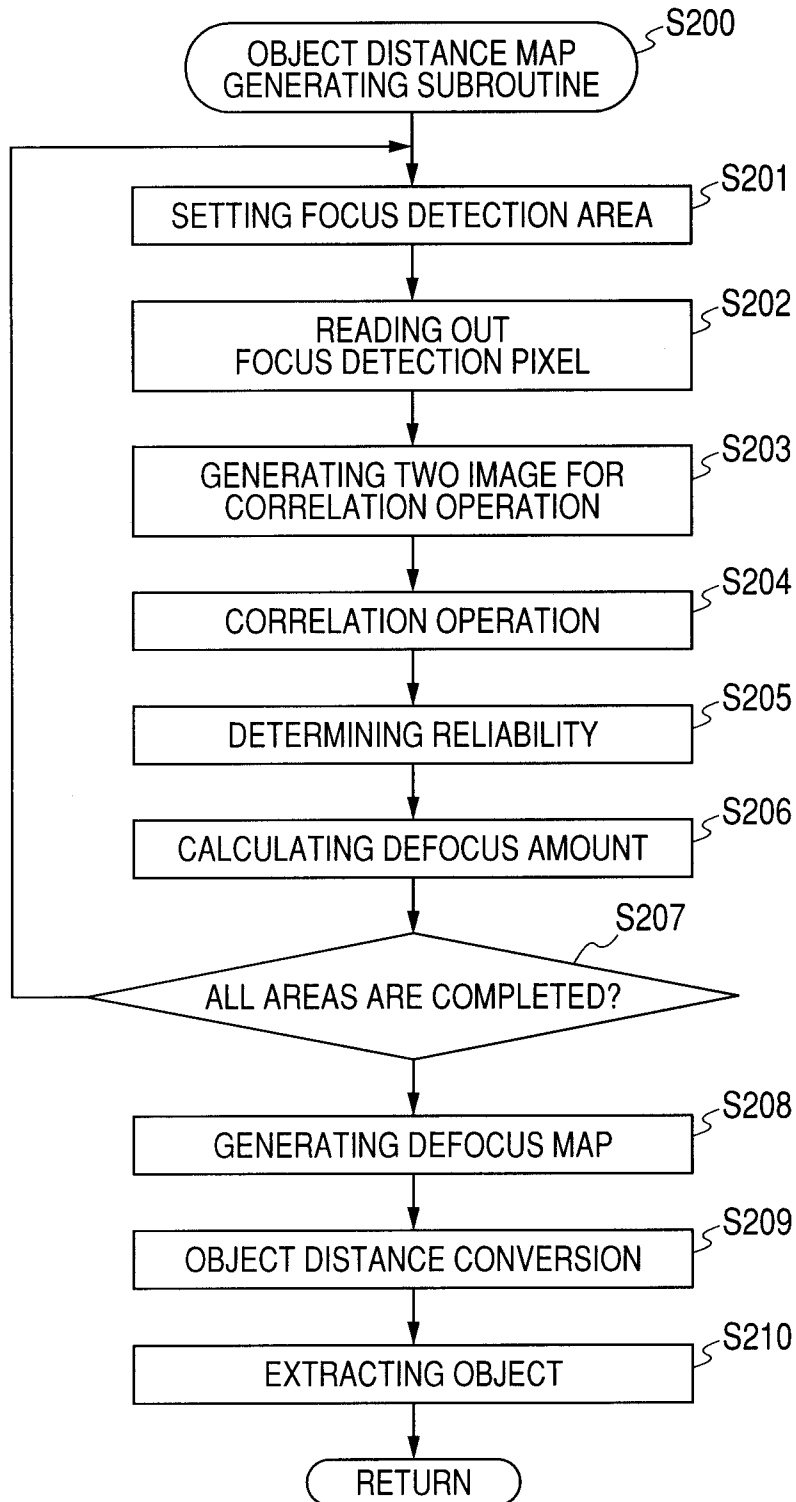 S200
OBJECT DISTANCE MAP
GENERATING SUBROUTINE
S201
SETTING FOCUS DETECTION AREA
S202
READING OUT
FOCUS DETECTION PIXEL
S203
GENERATING TWO IMAGE FOR
CORRELATION OPERATION
S204
CORRELATION OPERATION
S205
DETERMINING RELIABILITY
S206
CALCULATING DEFOCUS AMOUNT
S207
ALL AREAS ARE COMPLETED?
S208
GENERATING DEFOCUS MAP
S209
OBJECT DISTANCE CONVERSION
S210
EXTRACTING OBJECT
RETURN